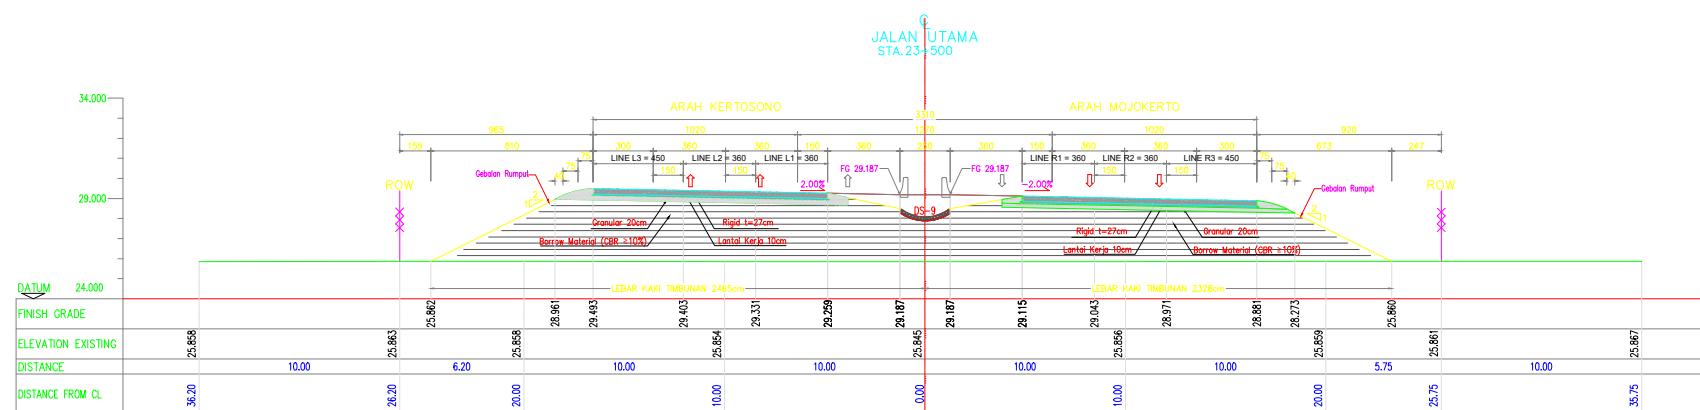 C
L
JALAN UTAMA
STA.23+500
34.000
ARAH KERTOSONO
ARAH MOJOKERTO
3310
965 1020 1270 1020 920
155 810 300 360 360 150 360 360 150 360 360 300 673 247
LINE L3 = 450 LINE L2 = 360 LINE L1 = 360 LINE R1 = 360 LINE R2 = 360 LINE R3 = 450
75 75
150 150 150 150
FG 29.187 FG 29.187
Gebalan Rumput 2.00% -2.00% Gebalan Rumput
ROW ROW
29.000
DS-9
Granular 20cm Rigid t=27cm Rigid t=27cm Granular 20cm
Borrow Material (CBR ≥10%) Lantai Kerja 10cm Lantai Kerja 10cm Borrow Material (CBR ≥10%)
DATUM 24,000
LEBAR KAKI TIMBUNAN 2465cm LEBAR KAKI TIMBUNAN 2326cm
FINISH GRADE 25.862 28.961 29.493 29.403 29.331 29.259 29.187 29.187 29.115 29.043 28.971 28.881 28.273 25.860
ELEVATION EXISTING 25.858 25.863 25.858 25.854 25.845 25.856 25.859 25.861 25.867
DISTANCE 10.00 6.20 10.00 10.00 10.00 10.00 5.75 10.00
DISTANCE FROM CL 36.20 26.20 20.00 10.00 0.00 10.00 20.00 25.75 35.75